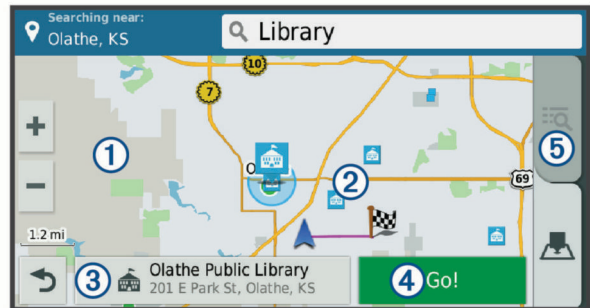 Searching near:
Olathe, KS
Library
10
7
+
1
5
O
2
69
1.2 mi
3
Olathe Public Library
201 E Park St, Olathe, KS
4
Go!